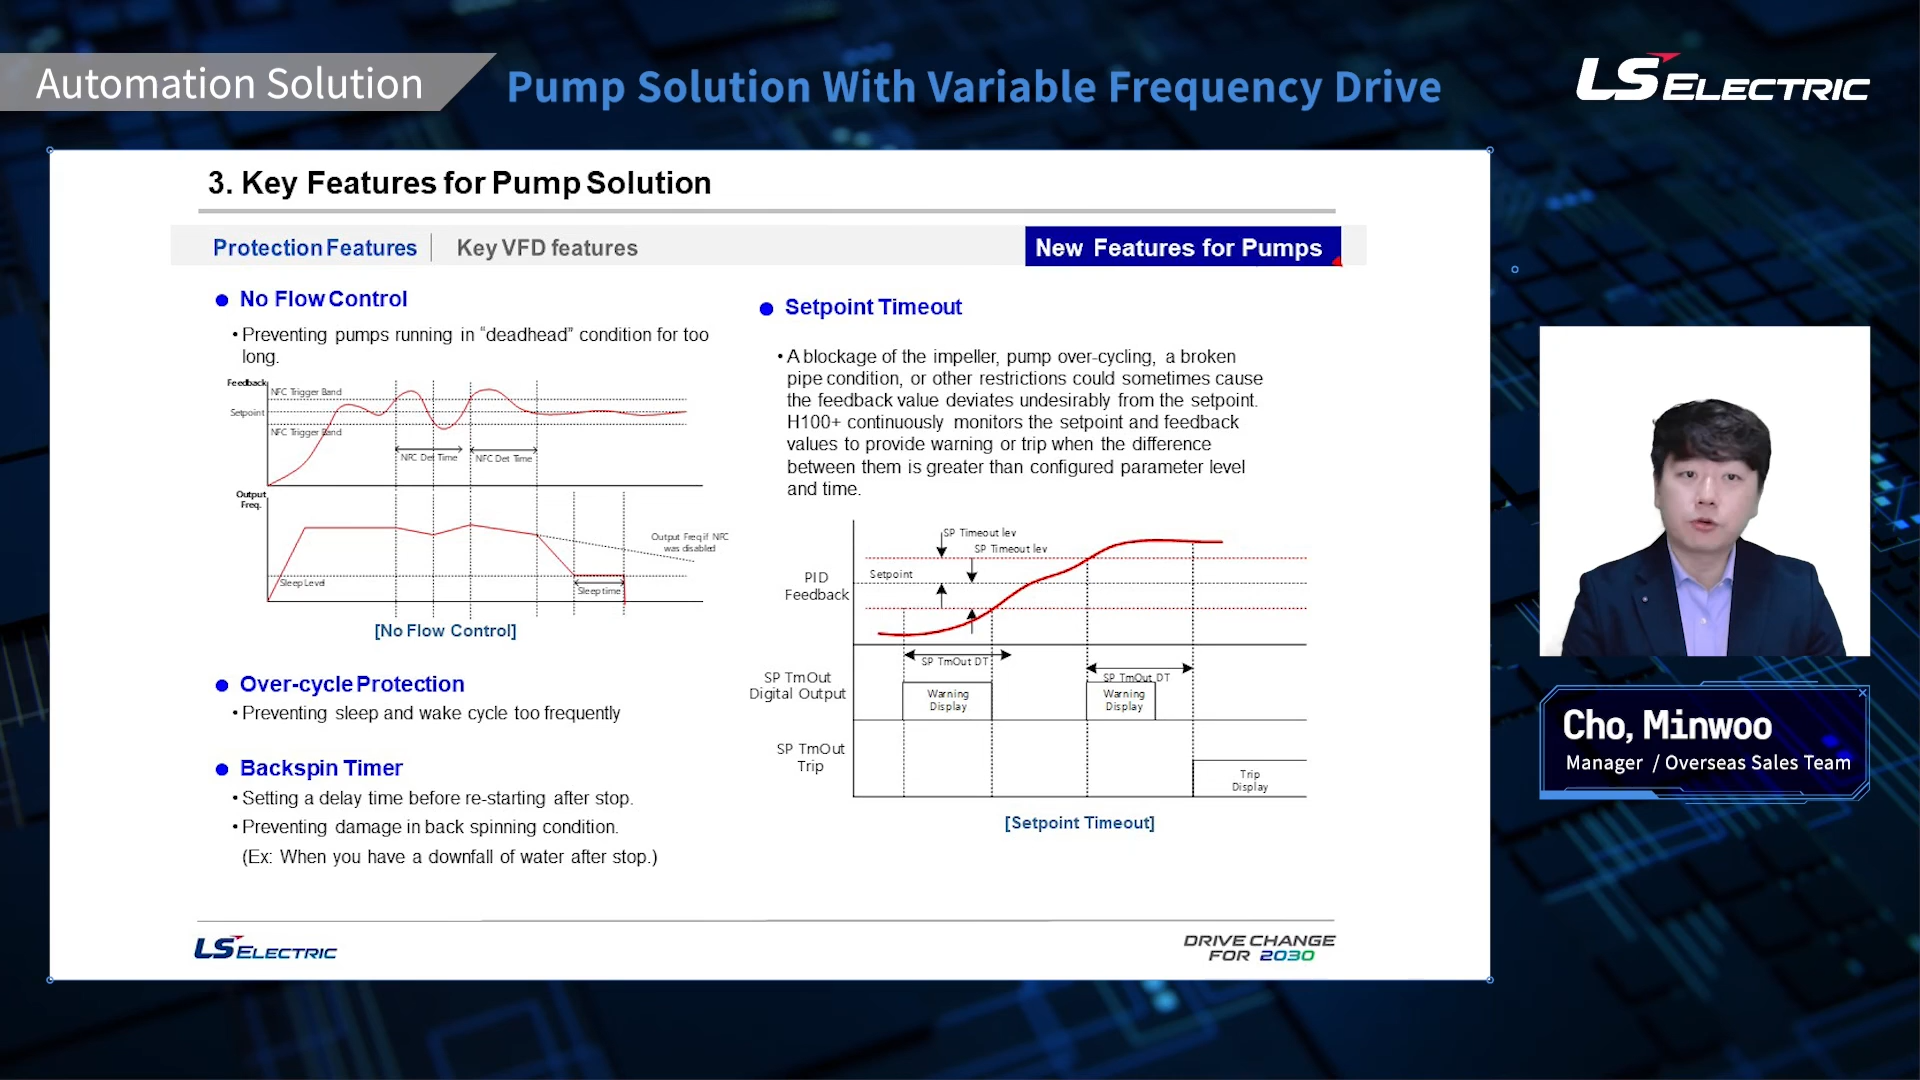 Automation Solution
Pump Solution With Variable Frequency Drive
LS ELECTRIC
3. Key Features for Pump Solution
Protection Features
Key VFD features
New Features for Pumps
● No Flow Control
• Preventing pumps running in “deadhead” condition for too
long.
Feedback
NFC Trigger Band
Setpoint
NFC Trigger Band
NFC Det Time
NFC Det Time
Output
Freq.
Output Freq if NFC
was disabled
Sleep Level
Sleep time
[No Flow Control]
● Over-cycle Protection
• Preventing sleep and wake cycle too frequently
● Backspin Timer
• Setting a delay time before re-starting after stop.
• Preventing damage in back spinning condition.
(Ex: When you have a downfall of water after stop.)
● Setpoint Timeout
• A blockage of the impeller, pump over-cycling, a broken
pipe condition, or other restrictions could sometimes cause
the feedback value deviates undesirably from the setpoint.
H100+ continuously monitors the setpoint and feedback
values to provide warning or trip when the difference
between them is greater than configured parameter level
and time.
SP Timeout lev
SP Timeout lev
Setpoint
PID
Feedback
SP TmOut DT
SP TmOut DT
SP TmOut
Digital Output
Warning
Display
Warning
Display
SP TmOut
Trip
Trip
Display
[Setpoint Timeout]
LS ELECTRIC
DRIVE CHANGE
FOR 2030
Cho, Minwoo
Manager / Overseas Sales Team